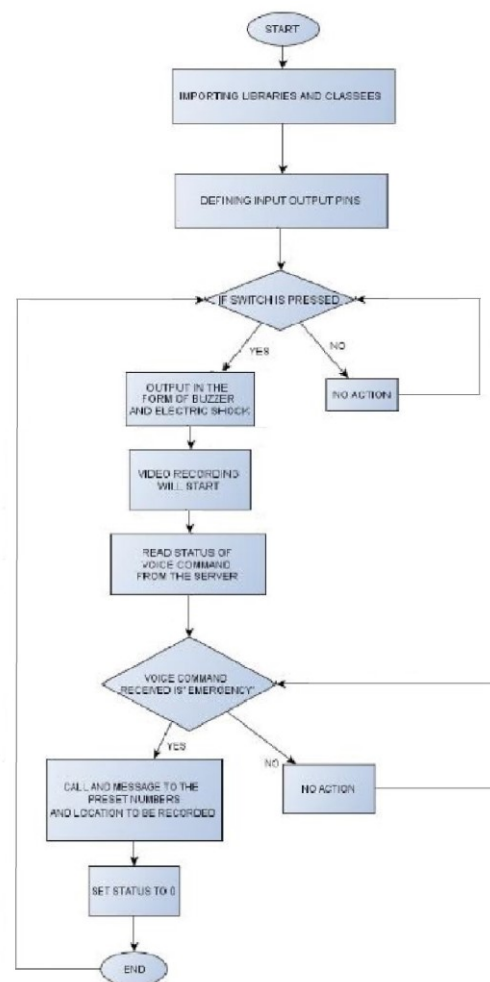 START
IMPORTING LIBRARIES AND CLASSEES
DEFINING INPUT OUTPUT PINS
IF SWITCH IS PRESSED
YES
NO
OUTPUT IN THE
FORM OF BUZZER
AND ELECTRIC SHOCK
NO ACTION
VIDEO RECORDING
WILL START
READ STATUS OF
VOICE COMMAND
FROM THE SERVER
VOICE COMMAND
RECEIVED IS' EMERGENCY'
YES
NO
CALL AND MESSAGE TO THE
PRESET NUMBERS
AND LOCATION TO BE RECORDED
NO ACTION
SET STATUS TO 0
END